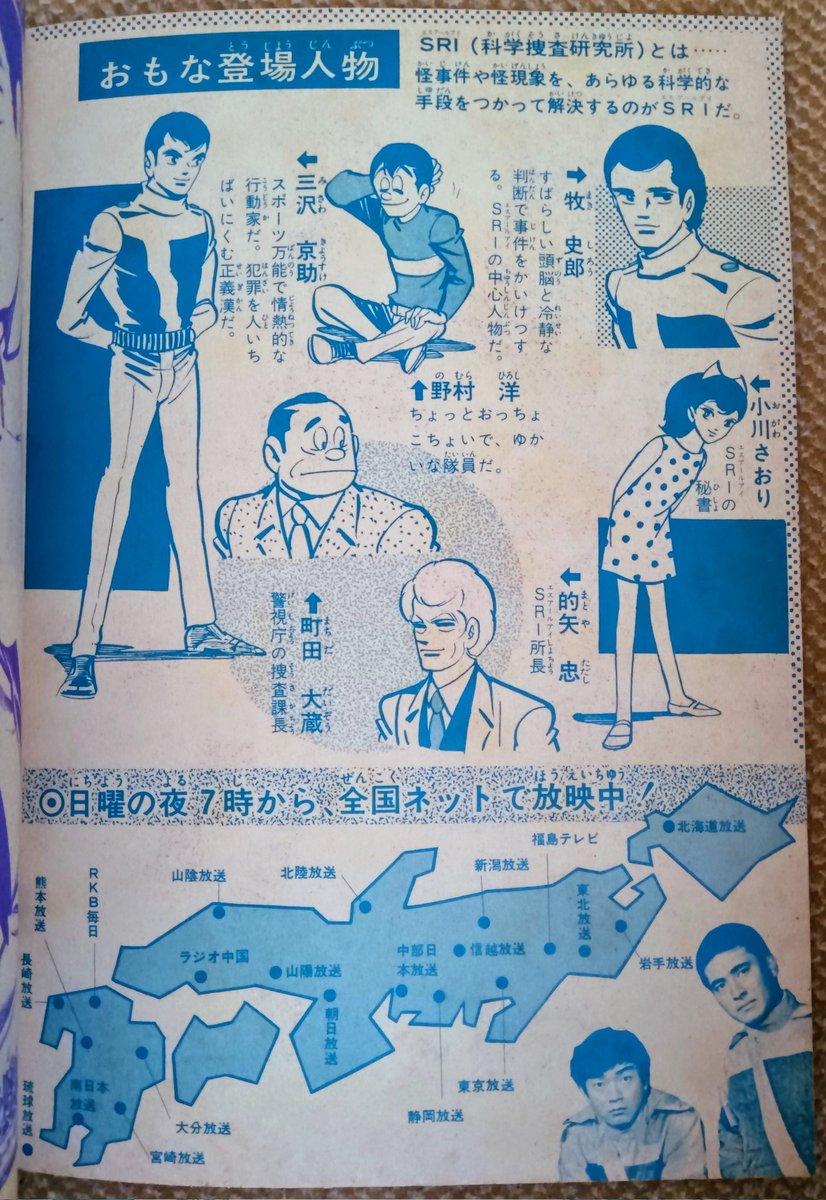 おもな登場人物
SRI(科学捜査研究所)とは……
怪事件や怪現象を、あらゆる科学的な
手段をつかって解決するのがSRIだ。
➡牧 史郎
すばらしい頭脳と冷静な
判断で事件をかいけつす
る。SRIの中心人物だ。
⬅三沢 京助
スポーツ万能で情熱的な
行動家だ。犯罪を人いち
ばいにくむ正義漢だ。
⬆野村 洋
ちょっとおっちょ
こちょいで、ゆか
いな隊員だ。
⬅小川さおり
SRIの
秘書
⬅的矢 忠
SRI所長
⬆町田 大蔵
警視庁の捜査課長
◉日曜の夜7時から、全国ネットで放映中!
北海道放送
福島テレビ
新潟放送
北陸放送
山陰放送
RKB毎日
熊本放送
長崎放送
東北放送
岩手放送
信越放送
中部日
本放送
山陽放送
ラジオ中国
朝日放送
東京放送
静岡放送
南日本
放送
大分放送
宮崎放送
琉球放送